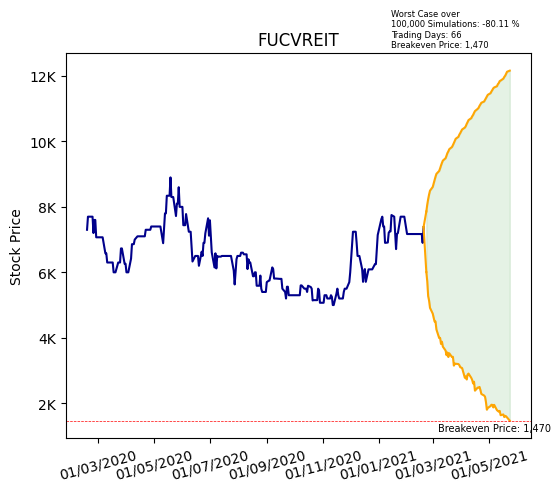 Worst Case over
100,000 Simulations: -80.11 %
Trading Days: 66
Breakeven Price: 1,470
FUCVREIT
12K
10K
8K
6K
4K
2K
Stock Price
Breakeven Price: 1,470
01/03/2020
01/05/2020
01/07/2020
01/09/2020
01/11/2020
01/01/2021
01/03/2021
01/05/2021